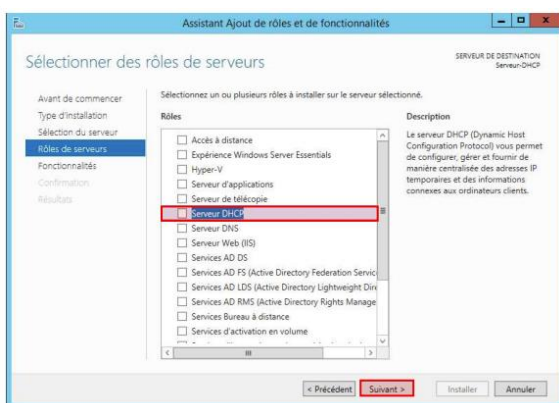 Assistant Ajout de rôles et de fonctionnalités
Sélectionner des rôles de serveurs
SERVEUR DE DESTINATION
Serveur-DHCP
Avant de commencer
Type d'installation
Sélection du serveur
Rôles de serveurs
Fonctionnalités
Confirmation
Résultats
Sélectionnez un ou plusieurs rôles à installer sur le serveur sélectionné.
Rôles
Accès à distance
Expérience Windows Server Essentials
Hyper-V
Serveur d'applications
Serveur de télécopie
Serveur DHCP
Serveur DNS
Serveur Web (IIS)
Services AD DS
Services AD FS (Active Directory Federation Servic
Services AD LDS (Active Directory Lightweight Dire
Services AD RMS (Active Directory Rights Manage
Services Bureau à distance
Services d'activation en volume
Description
Le serveur DHCP (Dynamic Host
Configuration Protocol) vous permet
de configurer, gérer et fournir de
manière centralisée des adresses IP
temporaires et des informations
connexes aux ordinateurs clients.
< Précédent
Suivant >
Installer
Annuler